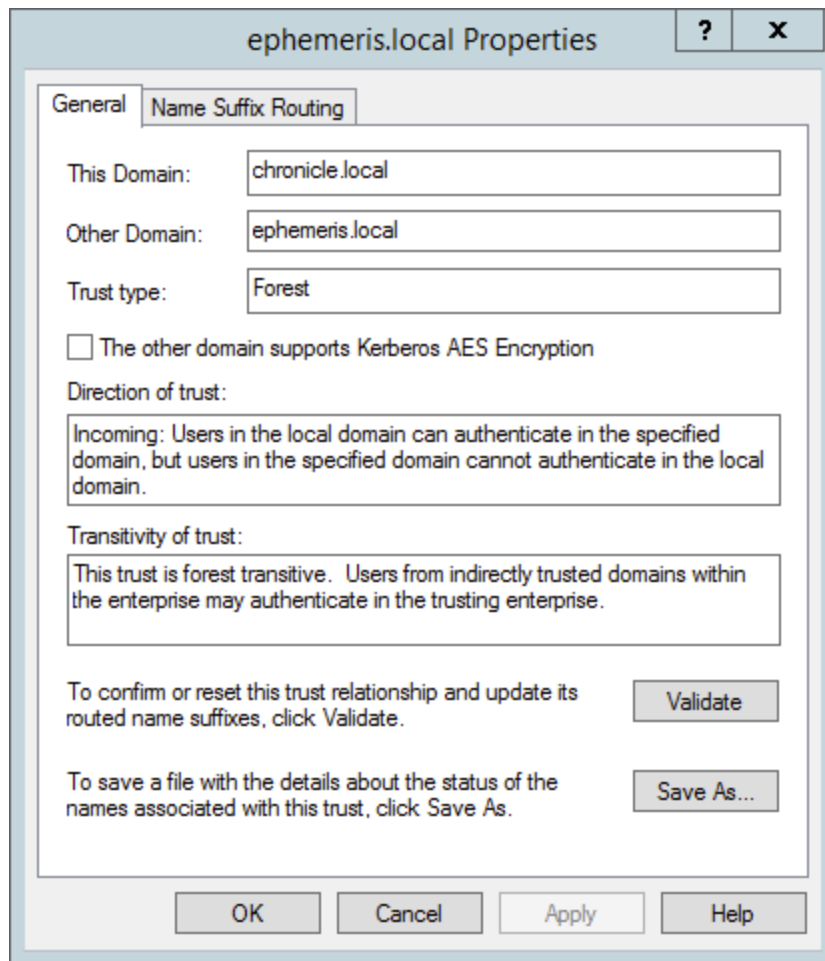 ephemeris.local Properties
?
x
General
Name Suffix Routing
This Domain:
chronicle.local
Other Domain:
ephemeris.local
Trust type:
Forest
The other domain supports Kerberos AES Encryption
Direction of trust:
Incoming: Users in the local domain can authenticate in the specified
domain, but users in the specified domain cannot authenticate in the local
domain.
Transitivity of trust:
This trust is forest transitive.  Users from indirectly trusted domains within
the enterprise may authenticate in the trusting enterprise.
To confirm or reset this trust relationship and update its
routed name suffixes, click Validate.
Validate
To save a file with the details about the status of the
names associated with this trust, click Save As.
Save As...
OK
Cancel
Apply
Help